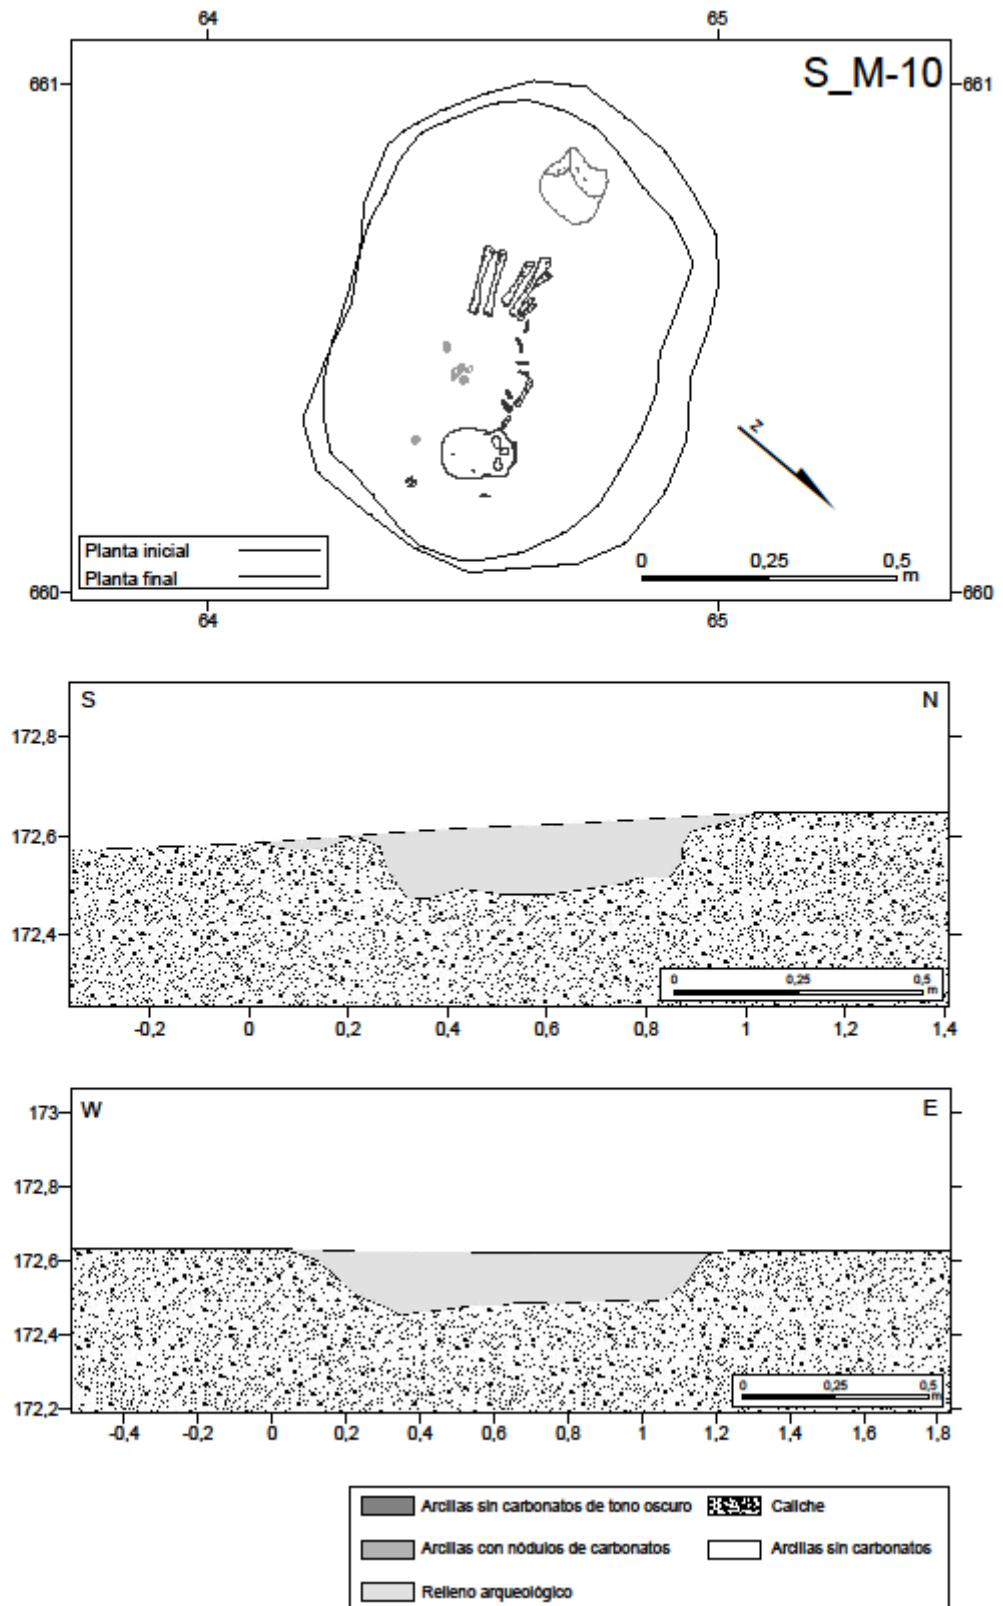 64 65
S_M-10
661 661
N
Planta inicial
Planta final
0 0,25 0,5
m
660 660
64 65
S N
172,8
172,6
172,4
0 0,25 0,5
m
-0,2 0 0,2 0,4 0,6 0,8 1 1,2 1,4
W E
173
172,8
172,6
172,4
172,2
0 0,25 0,5
m
-0,4 -0,2 0 0,2 0,4 0,6 0,8 1 1,2 1,4 1,6 1,8
Arcillas sin carbonatos de tono oscuro Caliche
Arcillas con nódulos de carbonatos Arcillas sin carbonatos
Relleno arqueológico